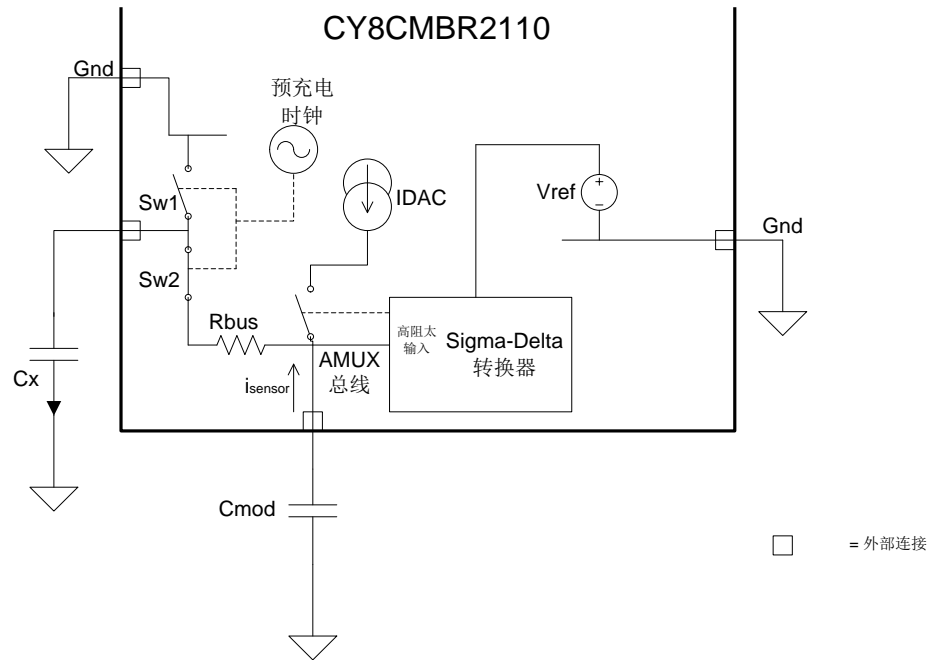 CY8CMBR2110
Gnd
预充电
时钟
Sw1
IDAC
Vref
+
−
Gnd
Sw2
Rbus
高阻太
输入
Sigma-Delta
转换器
AMUX
总线
isensor
Cx
Cmod
= 外部连接